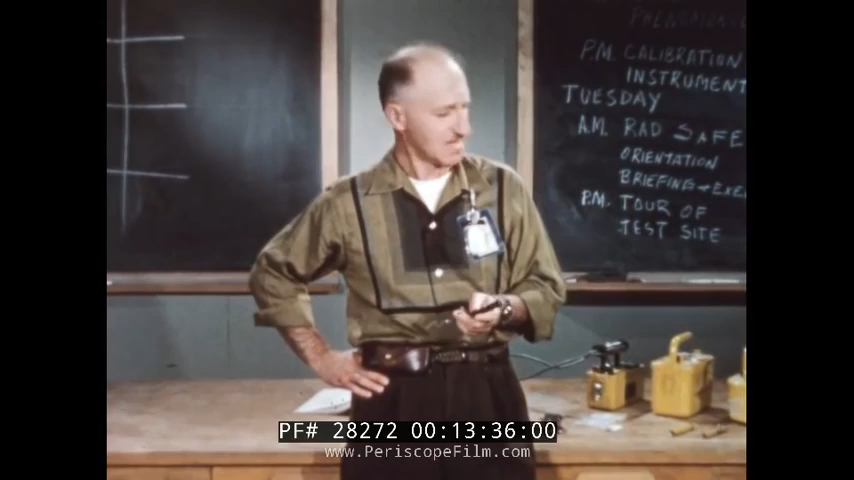 PHENOMENA
P.M. CALIBRATION
INSTRUMENT
TUESDAY
A.M. RAD SAFE
ORIENTATION
BRIEFING
P.M. TOUR OF
TEST SITE
PF# 28272 00:13:36:00
www.PeriscopeFilm.com